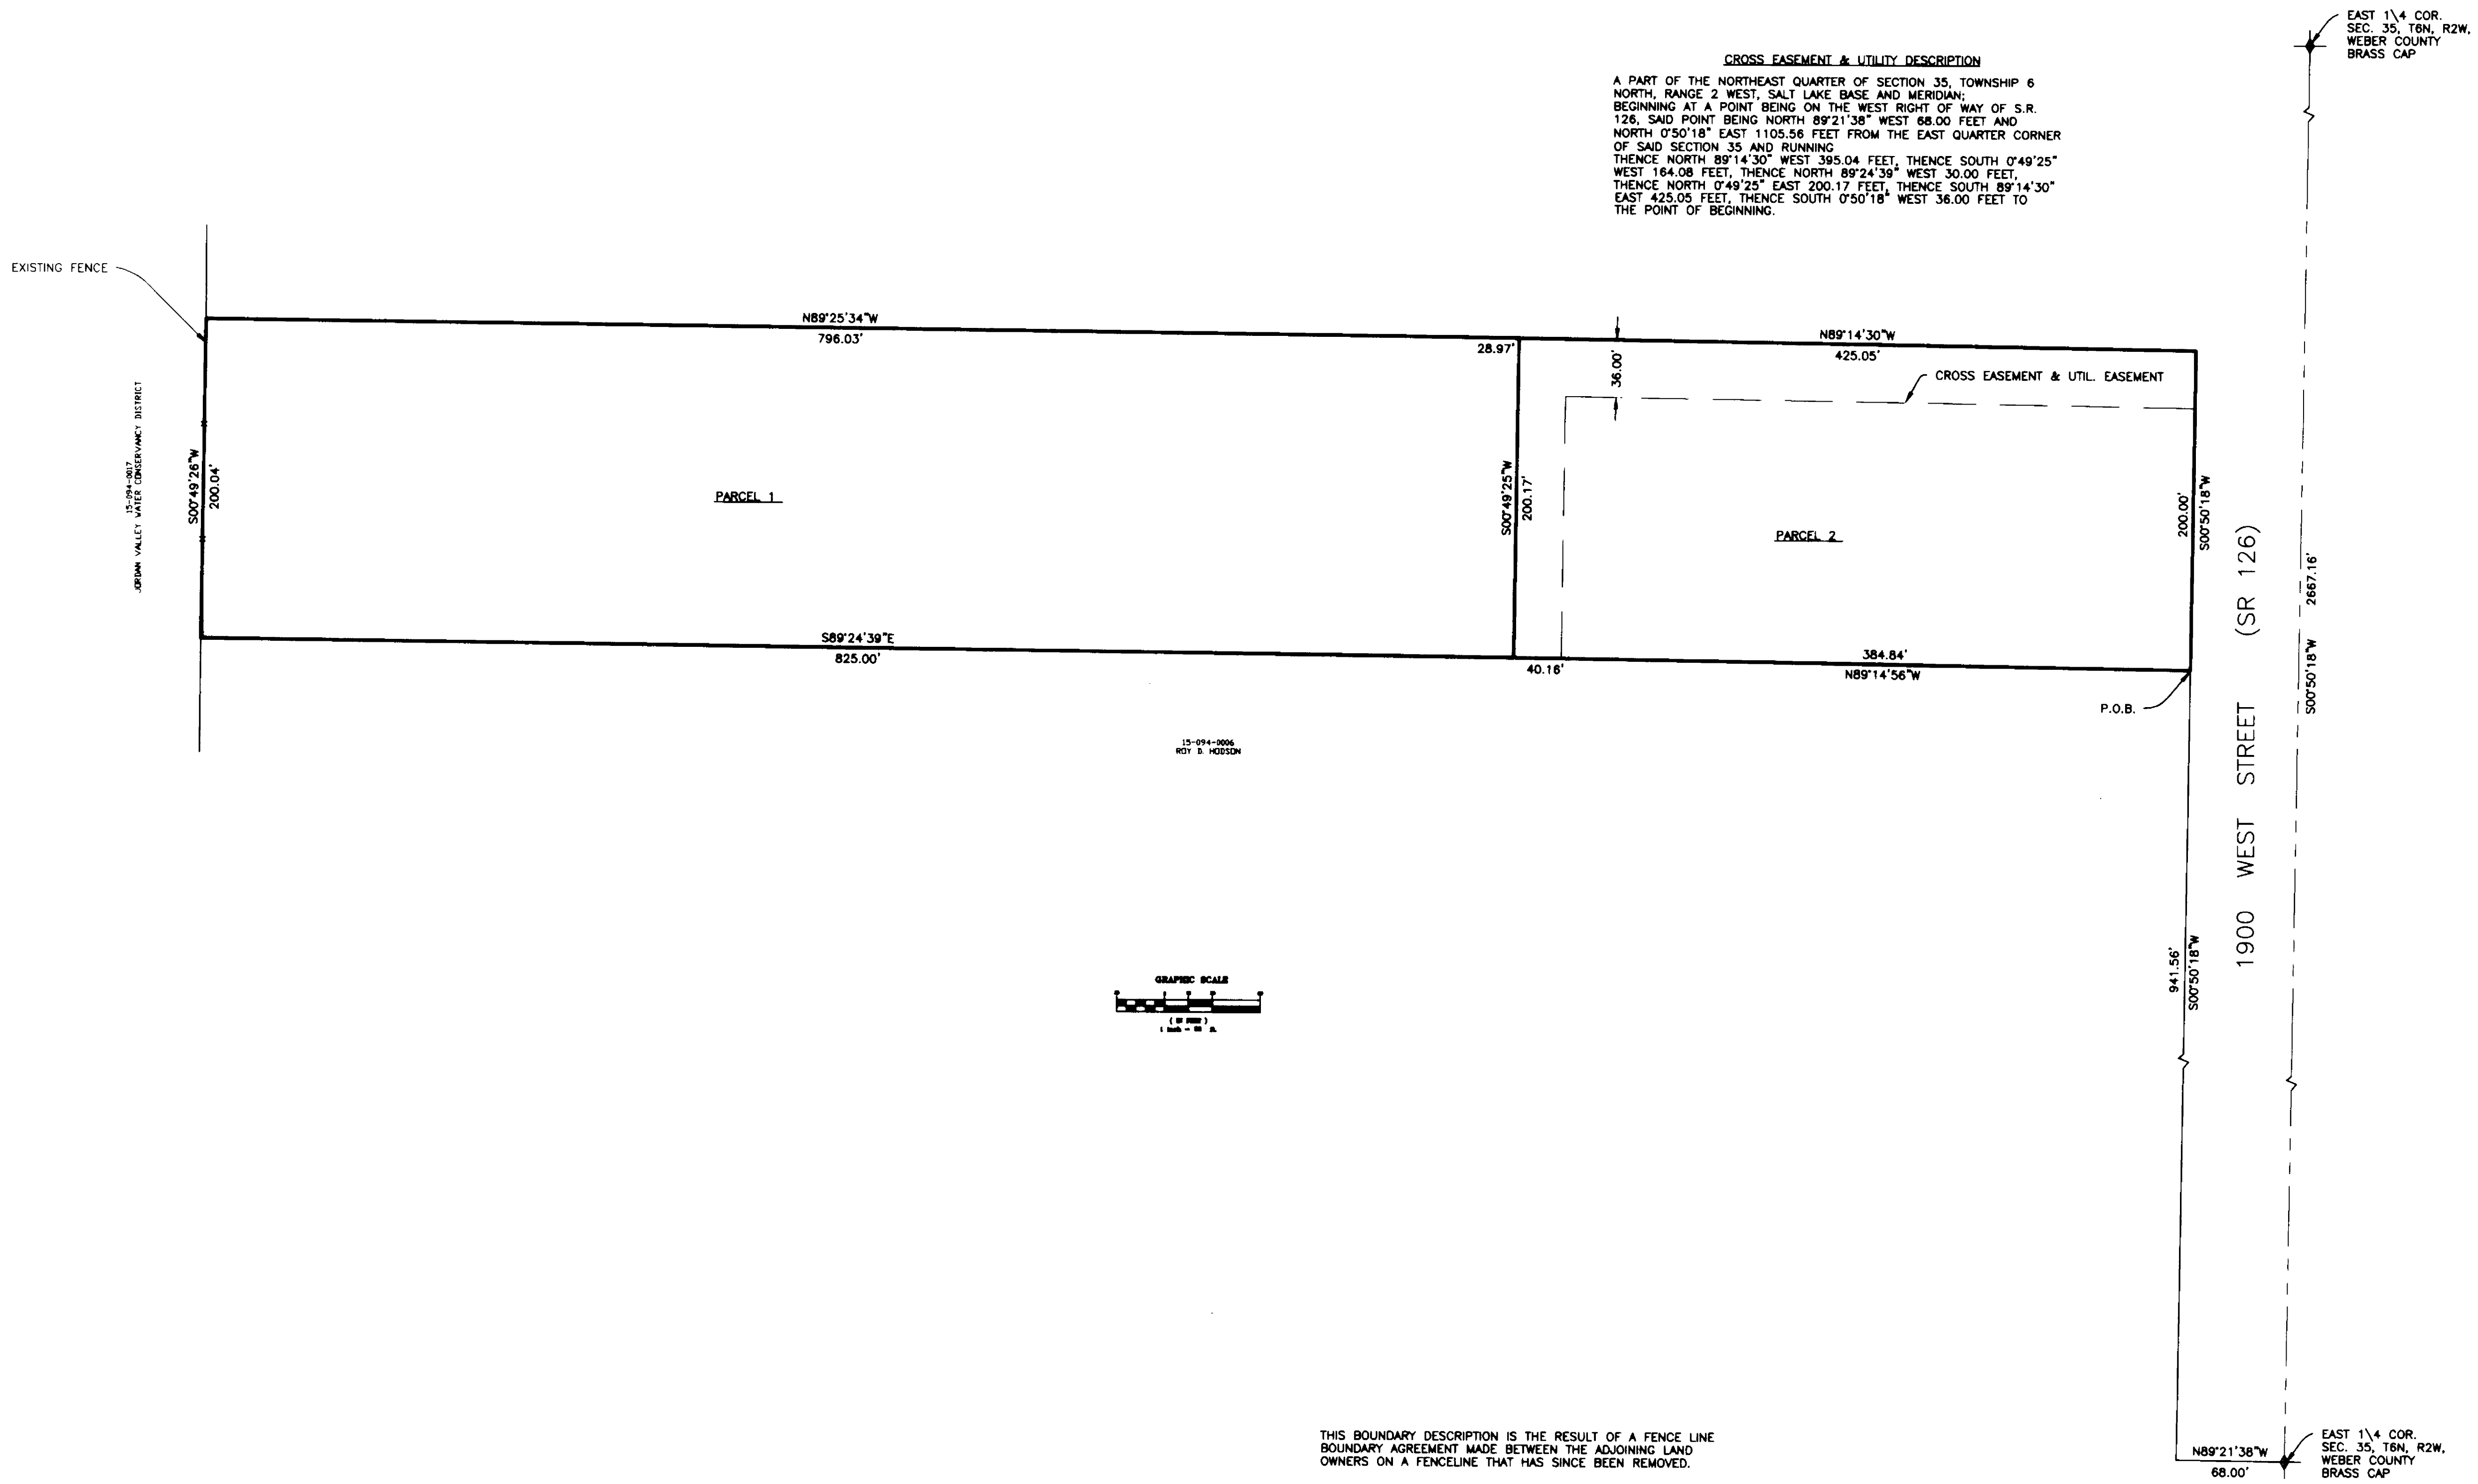 EAST 1\4 COR.
SEC. 35, T6N, R2W,
WEBER COUNTY
BRASS CAP
CROSS EASEMENT & UTILITY DESCRIPTION
A PART OF THE NORTHEAST QUARTER OF SECTION 35, TOWNSHIP 6
NORTH, RANGE 2 WEST, SALT LAKE BASE AND MERIDIAN;
BEGINNING AT A POINT BEING ON THE WEST RIGHT OF WAY OF S.R.
126, SAID POINT BEING NORTH 89°21'38" WEST 68.00 FEET AND
NORTH 0°50'18" EAST 1105.56 FEET FROM THE EAST QUARTER CORNER
OF SAID SECTION 35 AND RUNNING
THENCE NORTH 89°14'30" WEST 395.04 FEET, THENCE SOUTH 0°49'25"
WEST 164.08 FEET, THENCE NORTH 89°24'39" WEST 30.00 FEET,
THENCE NORTH 0°49'25" EAST 200.17 FEET, THENCE SOUTH 89°14'30"
EAST 425.05 FEET, THENCE SOUTH 0°50'18" WEST 36.00 FEET TO
THE POINT OF BEGINNING.
EXISTING FENCE
N89°25'34"W
796.03'
28.97'
36.00'
N89°14'30"W
425.05'
CROSS EASEMENT & UTIL. EASEMENT
15-094-0017
JORDAN VALLEY WATER CONSERVANCY DISTRICT
S00°49'26"W
200.04'
PARCEL 1
S00°49'25"W
200.17'
PARCEL 2
200.00'
S00°50'18"W
1900 WEST STREET (SR 126)
S00°50'18"W 2667.16'
S89°24'39"E
825.00'
40.16'
384.84'
N89°14'56"W
P.O.B.
15-094-0006
ROY D. HODSON
941.56'
S00°50'18"W
GRAPHIC SCALE
THIS BOUNDARY DESCRIPTION IS THE RESULT OF A FENCE LINE
BOUNDARY AGREEMENT MADE BETWEEN THE ADJOINING LAND
OWNERS ON A FENCELINE THAT HAS SINCE BEEN REMOVED.
N89°21'38"W
68.00'
EAST 1\4 COR.
SEC. 35, T6N, R2W,
WEBER COUNTY
BRASS CAP